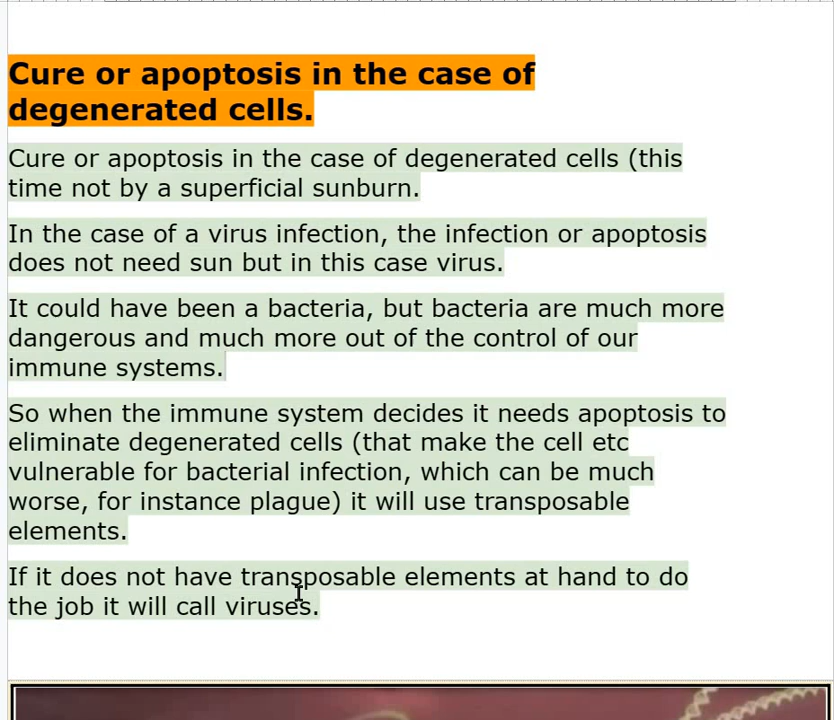 Cure or apoptosis in the case of
degenerated cells.
Cure or apoptosis in the case of degenerated cells (this
time not by a superficial sunburn.
In the case of a virus infection, the infection or apoptosis
does not need sun but in this case virus.
It could have been a bacteria, but bacteria are much more
dangerous and much more out of the control of our
immune systems.
So when the immune system decides it needs apoptosis to
eliminate degenerated cells (that make the cell etc
vulnerable for bacterial infection, which can be much
worse, for instance plague) it will use transposable
elements.
If it does not have transposable elements at hand to do
the job it will call viruses.